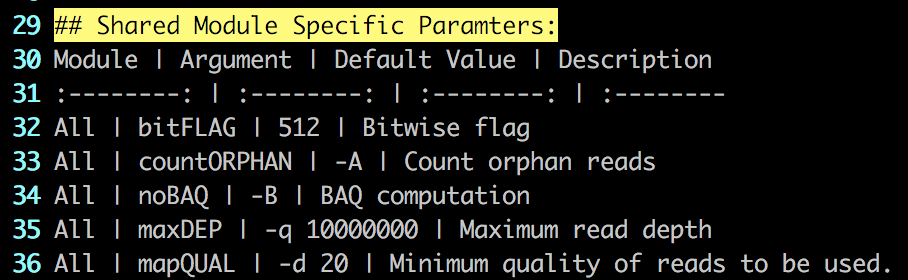 29 ## Shared Module Specific Paramters:
30 Module | Argument | Default Value | Description
31 :--------: | :--------: | :--------: | :--------
32 All | bitFLAG | 512 | Bitwise flag
33 All | countORPHAN | -A | Count orphan reads
34 All | noBAQ | -B | BAQ computation
35 All | maxDEP | -q 10000000 | Maximum read depth
36 All | mapQUAL | -d 20 | Minimum quality of reads to be used.